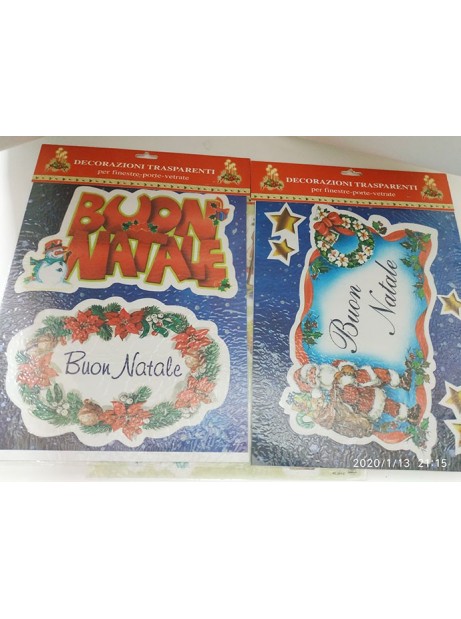 DECORAZIONI TRASPARENTI
per finestre-porte-vetrate
BUON
NATALE
Buon Natale
DECORAZIONI TRASPARENTI
per finestre-porte-vetrate
Buon
Natale
2020/1/13 21:15